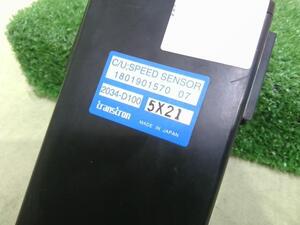 C/U;SPEED SENSOR
1801901570 07
2034-D100 5X21
transtron MADE IN JAPAN